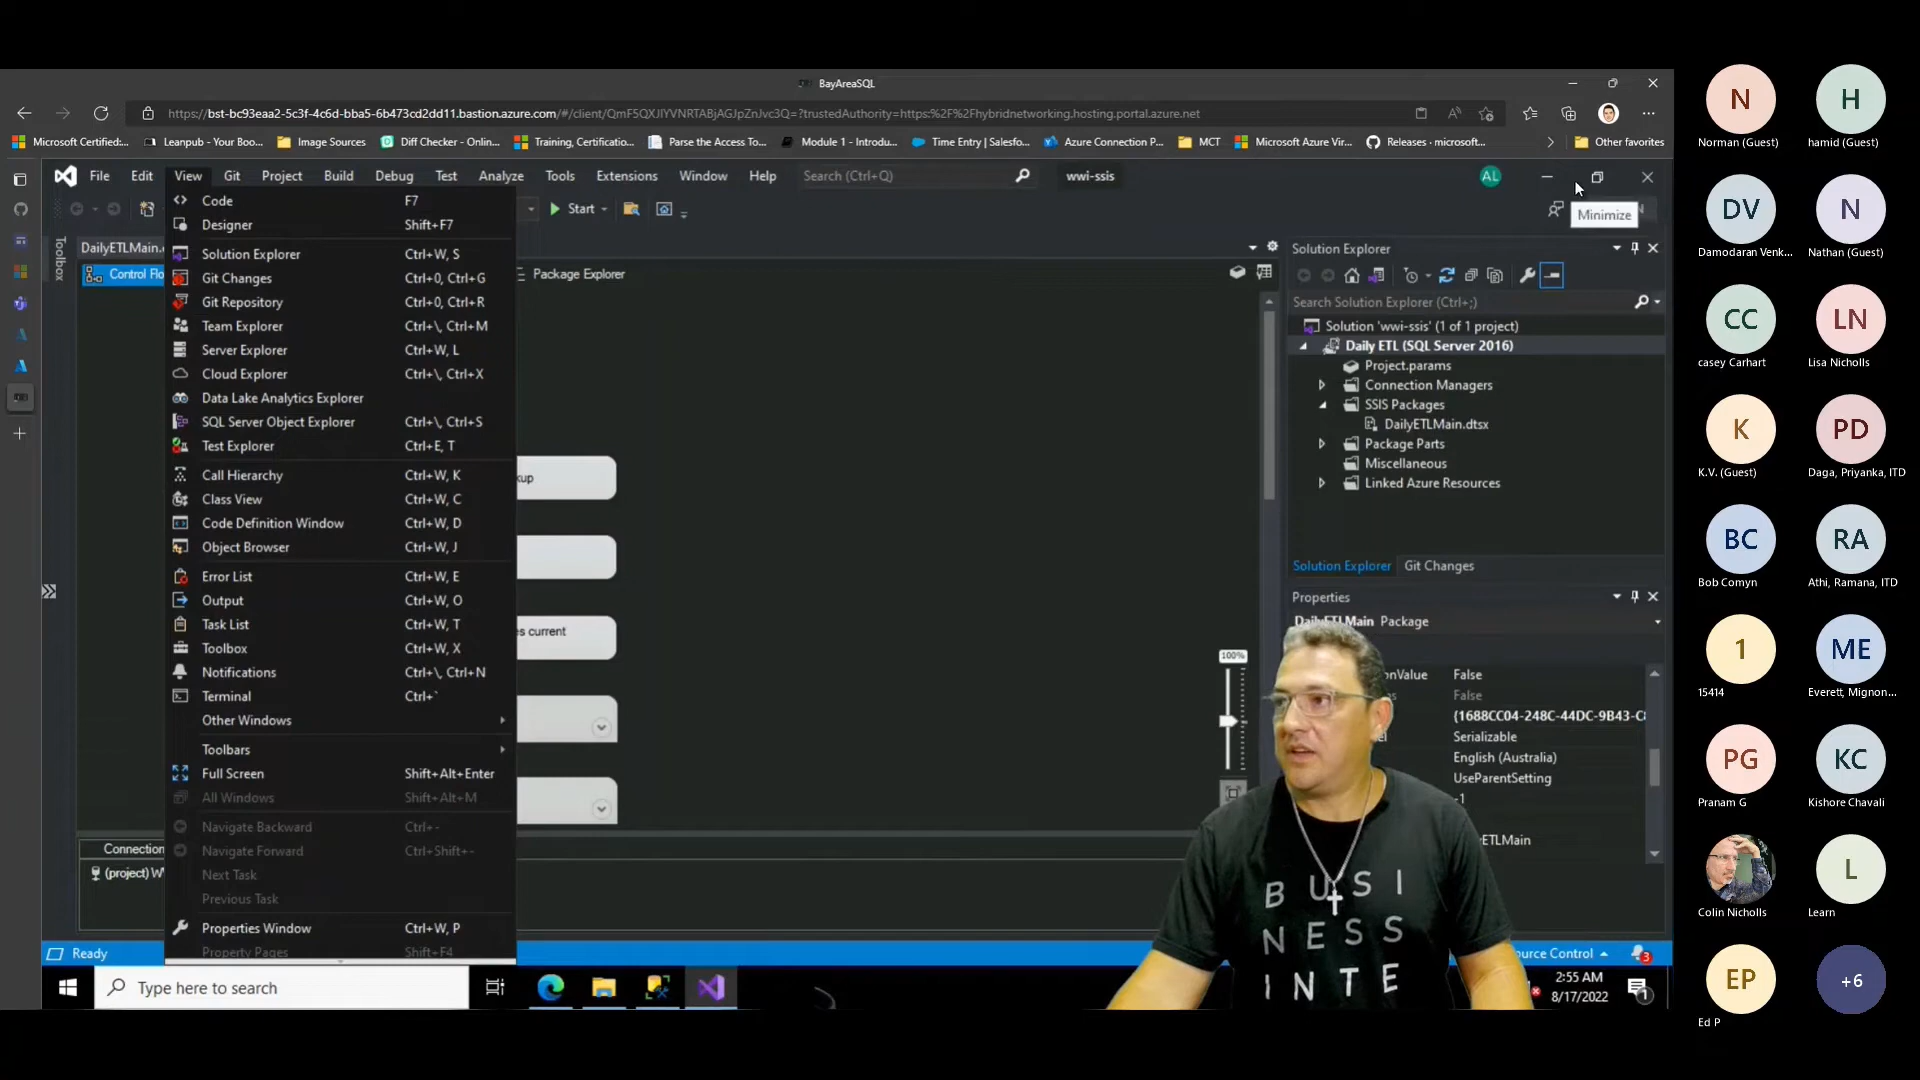 BayAreaSQL
https://bst-bc93eaa2-5c3f-4c6d-bba5-6b473cd2dd11.bastion.azure.com/#/client/QmF5QXJlYVNRTABjAGJpZnJvc3Q=?trustedAuthority=https:%2F%2Fhybridnetworking.hosting.portal.azure.net
Microsoft Certified:... Leanpub - Your Boo... Image Sources Diff Checker - Onlin... Training, Certificatio... Parse the Access To... Module 1 - Introdu... Time Entry | Salesfo... Azure Connection P... MCT Microsoft Azure Vir... Releases · microsoft... Other favorites
File Edit View Git Project Build Debug Test Analyze Tools Extensions Window Help Search (Ctrl+Q) wwi-ssis AL
Start
Minimize
Toolbox
DailyETLMain.
Control Flo
Package Explorer
Code F7
Designer Shift+F7
Solution Explorer Ctrl+W, S
Git Changes Ctrl+0, Ctrl+G
Git Repository Ctrl+0, Ctrl+R
Team Explorer Ctrl+\, Ctrl+M
Server Explorer Ctrl+W, L
Cloud Explorer Ctrl+\, Ctrl+X
Data Lake Analytics Explorer
SQL Server Object Explorer Ctrl+\, Ctrl+S
Test Explorer Ctrl+E, T
Call Hierarchy Ctrl+W, K
Class View Ctrl+W, C
Code Definition Window Ctrl+W, D
Object Browser Ctrl+W, J
Error List Ctrl+W, E
Output Ctrl+W, O
Task List Ctrl+W, T
Toolbox Ctrl+W, X
Notifications Ctrl+\, Ctrl+N
Terminal Ctrl+`
Other Windows
Toolbars
Full Screen Shift+Alt+Enter
All Windows Shift+Alt+M
Navigate Backward Ctrl+-
Navigate Forward Ctrl+Shift+-
Next Task
Previous Task
Properties Window Ctrl+W, P
Property Pages Shift+F4
kup
es current
100%
Connection
(project) W
Solution Explorer
Search Solution Explorer (Ctrl+;)
Solution 'wwi-ssis' (1 of 1 project)
Daily ETL (SQL Server 2016)
Project.params
Connection Managers
SSIS Packages
DailyETLMain.dtsx
Package Parts
Miscellaneous
Linked Azure Resources
Solution Explorer Git Changes
Properties
DailyETLMain Package
nValue False
False
{1688CC04-248C-44DC-9B43-C
el Serializable
English (Australia)
UseParentSetting
-1
ETLMain
BUSI
NESS
INTE
Ready
ource Control
3
Type here to search
2:55 AM
8/17/2022
1
N
Norman (Guest)
H
hamid (Guest)
DV
Damodaran Venk...
N
Nathan (Guest)
CC
casey Carhart
LN
Lisa Nicholls
K
K.V. (Guest)
PD
Daga, Priyanka, ITD
BC
Bob Comyn
RA
Athi, Ramana, ITD
1
15414
ME
Everett, Mignon...
PG
Pranam G
KC
Kishore Chavali
Colin Nicholls
L
Learn
EP
Ed P
+6